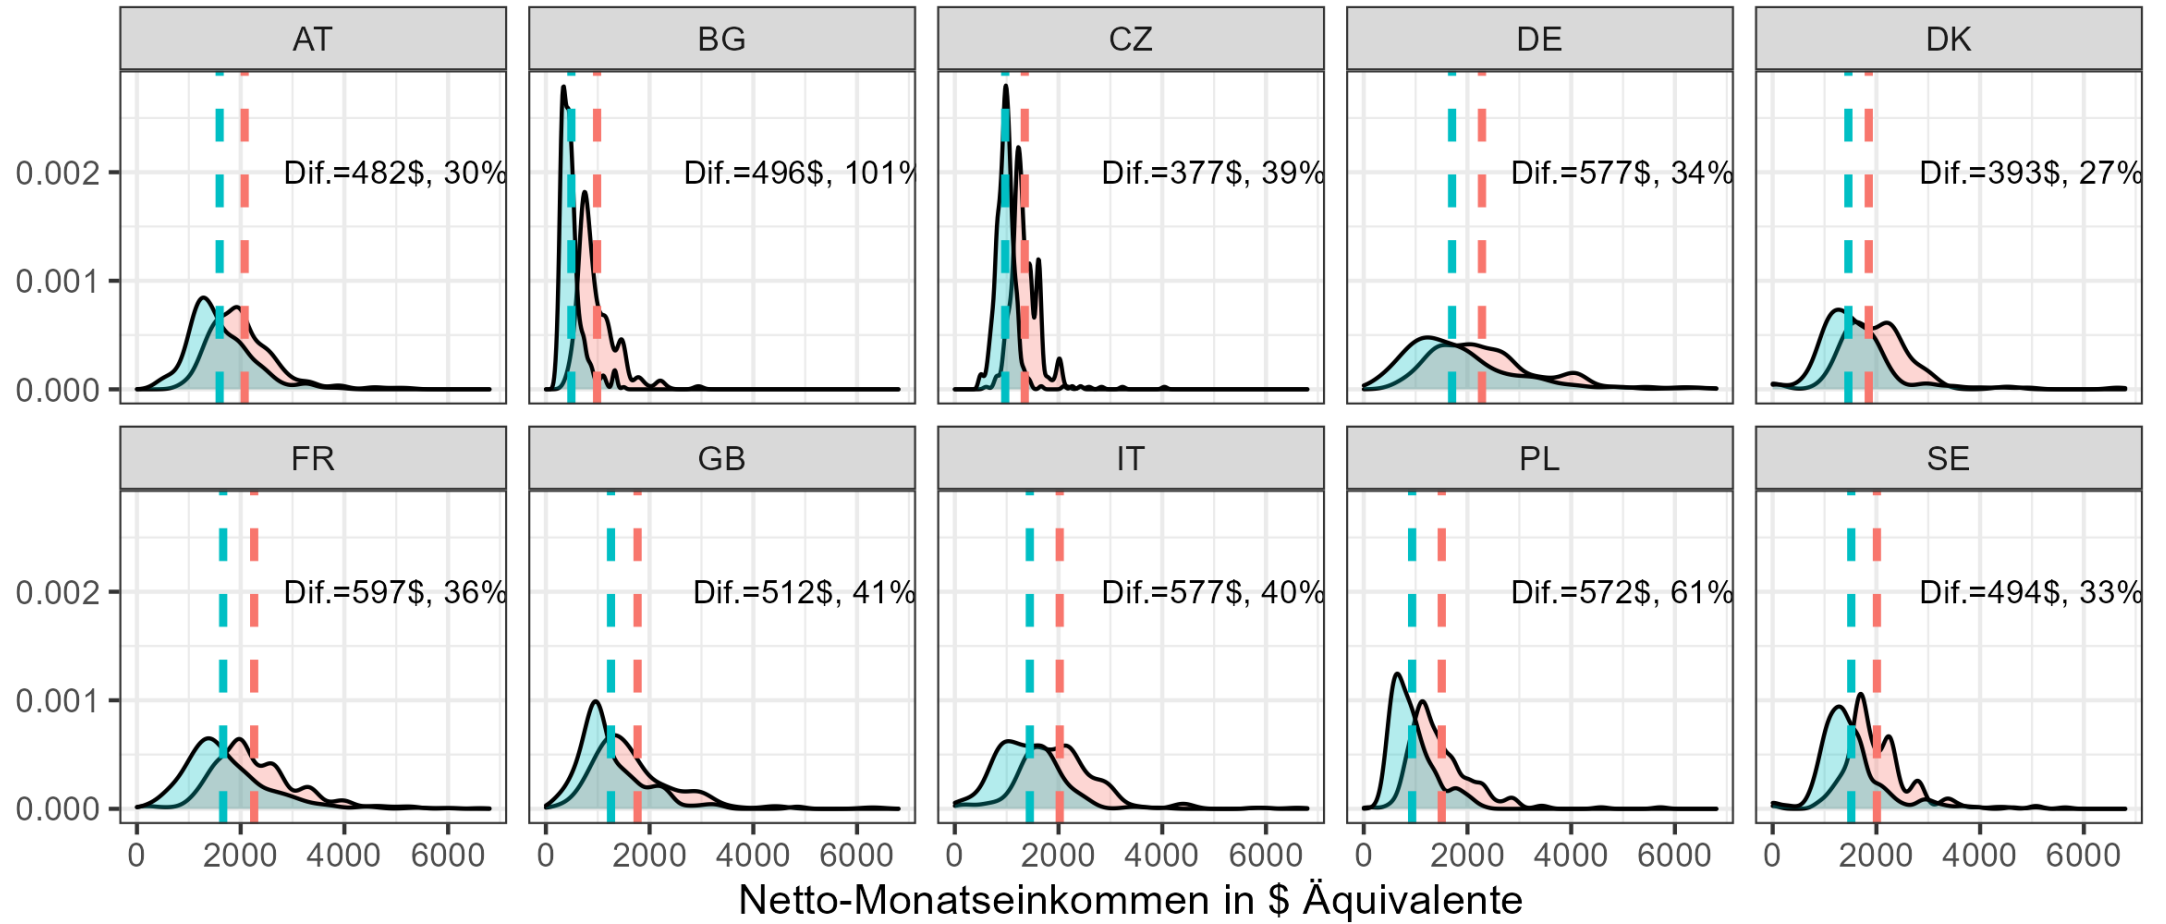 AT BG CZ DE DK
0.002 Dif.=482$, 30% Dif.=496$, 101% Dif.=377$, 39% Dif.=577$, 34% Dif.=393$, 27%
0.001
0.000
FR GB IT PL SE
0.002 Dif.=597$, 36% Dif.=512$, 41% Dif.=577$, 40% Dif.=572$, 61% Dif.=494$, 33%
0.001
0.000
0 2000 4000 6000 0 2000 4000 6000 0 2000 4000 6000 0 2000 4000 6000 0 2000 4000 6000
Netto-Monatseinkommen in $ Äquivalente